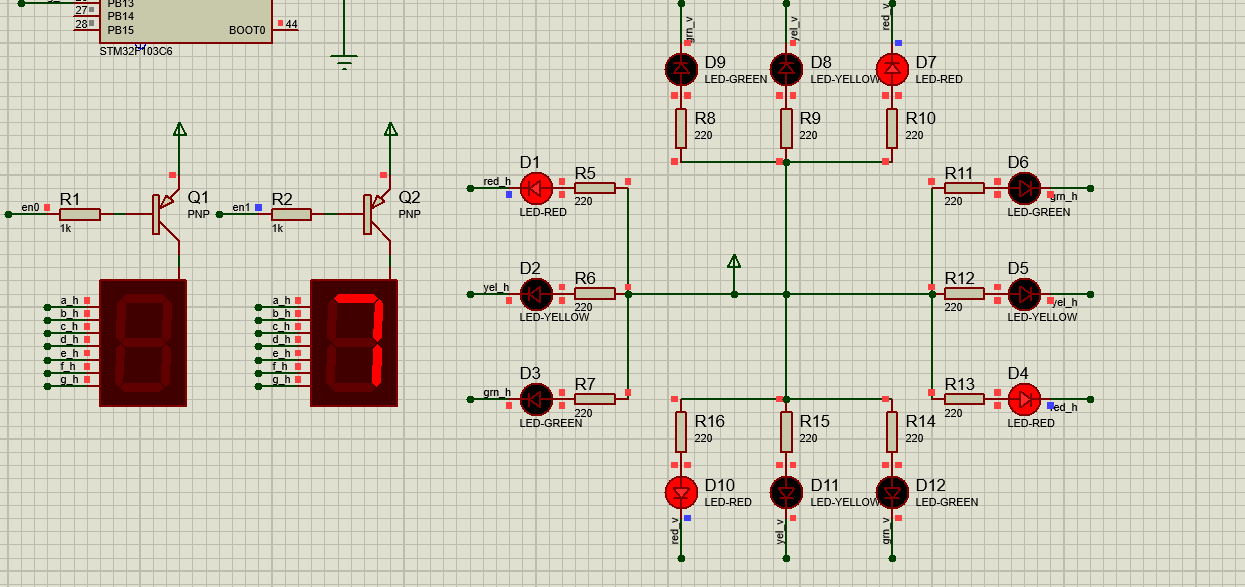 PB13
27
PB14
28
PB15
BOOT0
44
STM32F103C6
grn_v
yel_v
red_v
D9
LED-GREEN
D8
LED-YELLOW
D7
LED-RED
R8
220
R9
220
R10
220
D1
red_h
LED-RED
R5
220
R11
220
D6
grn_h
LED-GREEN
R1
en0
1k
Q1
PNP
R2
en1
1k
Q2
PNP
D2
yel_h
LED-YELLOW
R6
220
R12
220
D5
yel_h
LED-YELLOW
a_h
b_h
c_h
d_h
e_h
f_h
g_h
a_h
b_h
c_h
d_h
e_h
f_h
g_h
D3
grn_h
LED-GREEN
R7
220
R13
220
D4
red_h
LED-RED
R16
220
R15
220
R14
220
D10
LED-RED
D11
LED-YELLOW
D12
LED-GREEN
red_v
yel_v
grn_v